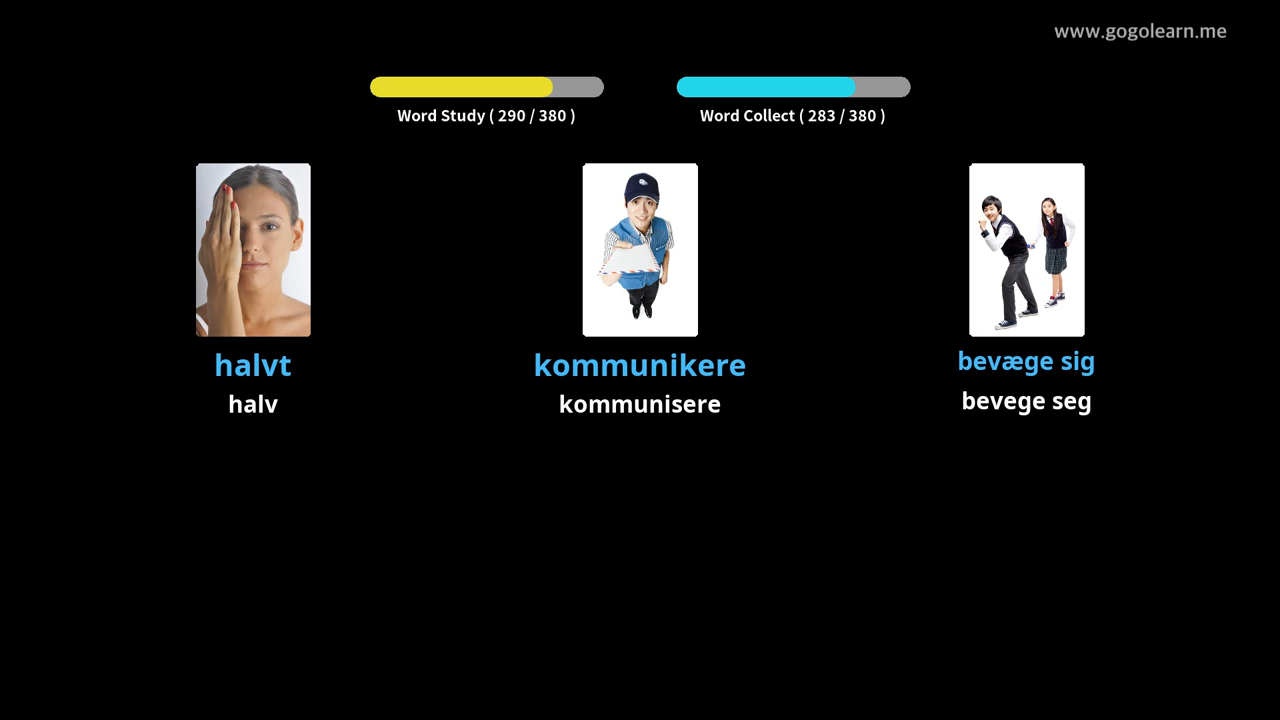 www.gogolearn.me
Word Study ( 290 / 380 )
Word Collect ( 283 / 380 )
halvt
kommunikere
bevæge sig
halv
kommunisere
bevege seg